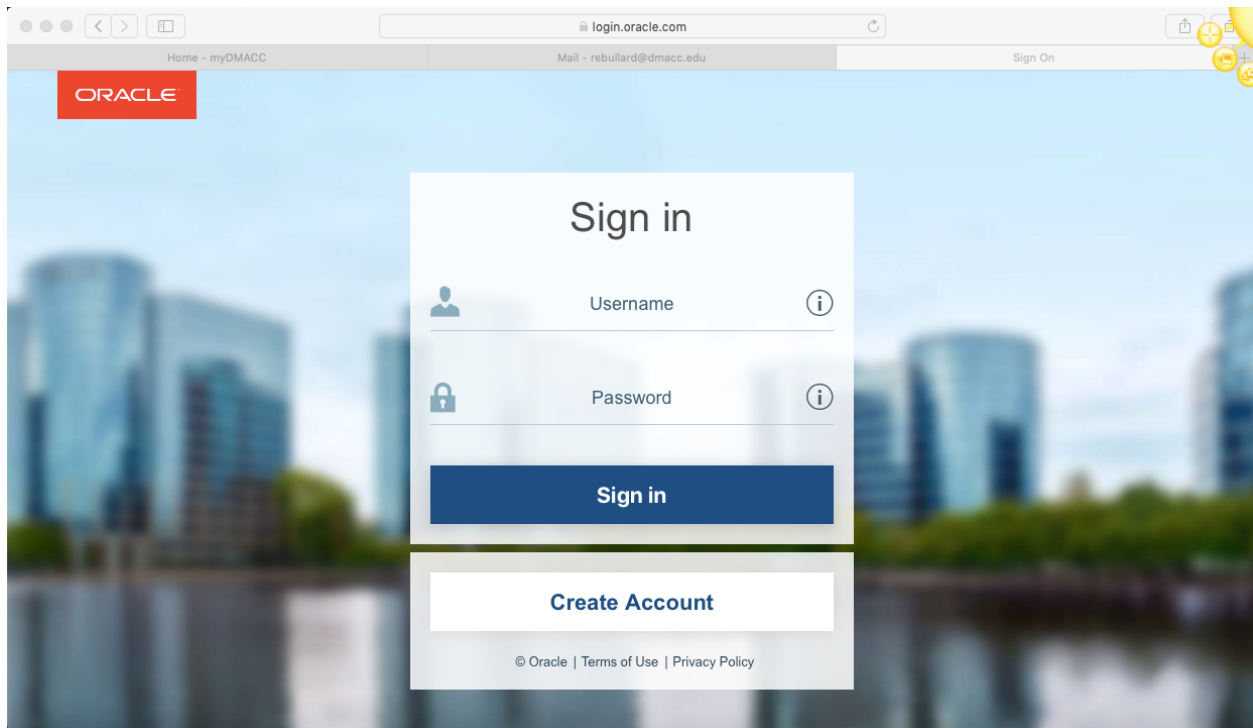 login.oracle.com
Home - myDMACC
Mail - rebullard@dmacc.edu
Sign On
ORACLE
Sign in
Username
Password
Sign in
Create Account
© Oracle | Terms of Use | Privacy Policy